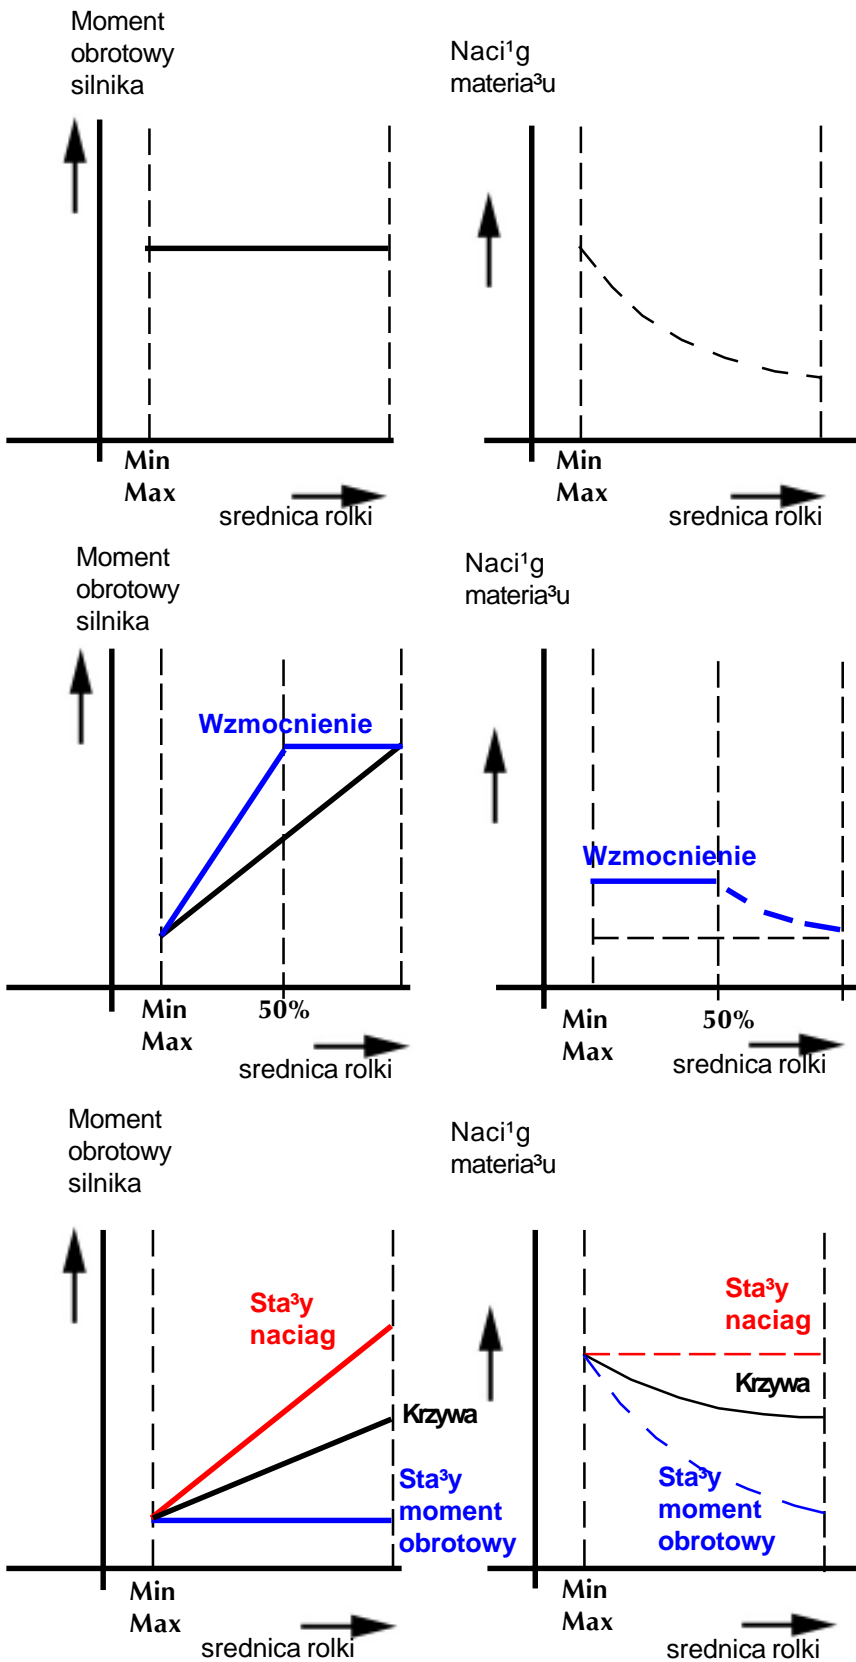 Moment
obrotowy
silnika
Naci¹g
materia³u
Min
Max
srednica rolki
Min
Max
srednica rolki
Moment
obrotowy
silnika
Naci¹g
materia³u
Wzmocnienie
Wzmocnienie
Min
Max
50%
srednica rolki
Min
Max
50%
srednica rolki
Moment
obrotowy
silnika
Naci¹g
materia³u
Sta³y
naciag
Krzywa
Sta³y
moment
obrotowy
Sta³y
naciag
Krzywa
Sta³y
moment
obrotowy
Min
Max
srednica rolki
Min
Max
srednica rolki